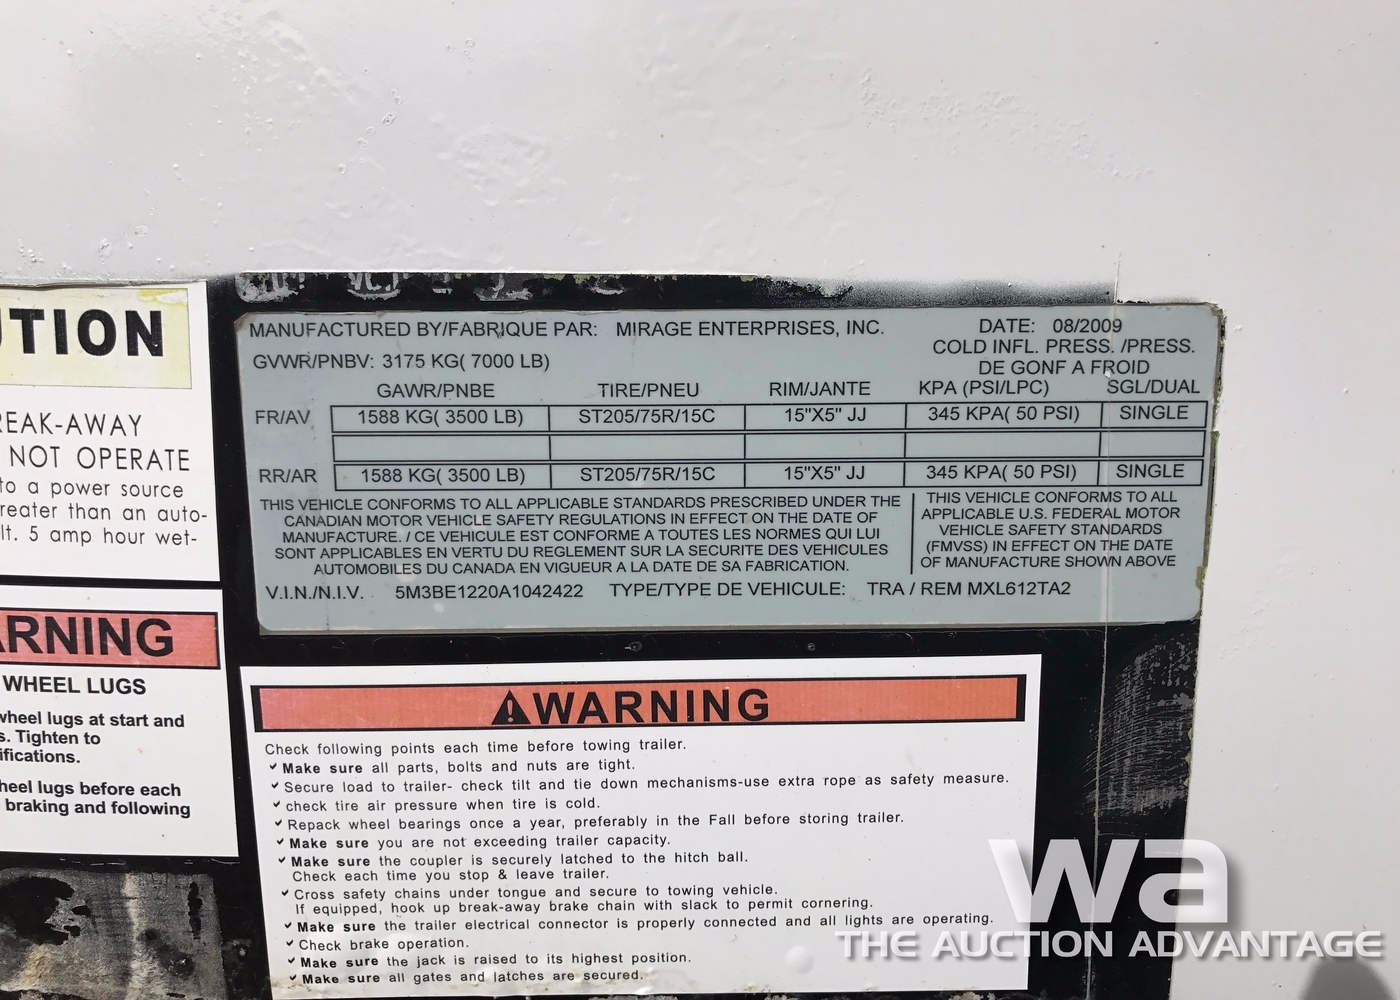 MANUFACTURED BY/FABRIQUE PAR: MIRAGE ENTERPRISES, INC. DATE: 08/2009
GVWR/PNBV: 3175 KG( 7000 LB) COLD INFL. PRESS. /PRESS.
DE GONF A FROID
GAWR/PNBE TIRE/PNEU RIM/JANTE KPA (PSI/LPC) SGL/DUAL
FR/AV 1588 KG( 3500 LB) ST205/75R/15C 15"X5" JJ 345 KPA( 50 PSI) SINGLE
RR/AR 1588 KG( 3500 LB) ST205/75R/15C 15"X5" JJ 345 KPA( 50 PSI) SINGLE
THIS VEHICLE CONFORMS TO ALL APPLICABLE STANDARDS PRESCRIBED UNDER THE
CANADIAN MOTOR VEHICLE SAFETY REGULATIONS IN EFFECT ON THE DATE OF
MANUFACTURE. / CE VEHICULE EST CONFORME A TOUTES LES NORMES QUI LUI
SONT APPLICABLES EN VERTU DU REGLEMENT SUR LA SECURITE DES VEHICULES
AUTOMOBILES DU CANADA EN VIGUEUR A LA DATE DE SA FABRICATION.
THIS VEHICLE CONFORMS TO ALL
APPLICABLE U.S. FEDERAL MOTOR
VEHICLE SAFETY STANDARDS
(FMVSS) IN EFFECT ON THE DATE
OF MANUFACTURE SHOWN ABOVE
V.I.N./N.I.V. 5M3BE1220A1042422 TYPE/TYPE DE VEHICULE: TRA / REM MXL612TA2
UTION
REAK-AWAY
NOT OPERATE
to a power source
reater than an auto-
lt. 5 amp hour wet-
ARNING
WHEEL LUGS
wheel lugs at start and
s. Tighten to
ifications.
heel lugs before each
braking and following
WARNING
Check following points each time before towing trailer.
✓ Make sure all parts, bolts and nuts are tight.
✓ Secure load to trailer- check tilt and tie down mechanisms-use extra rope as safety measure.
✓ check tire air pressure when tire is cold.
✓ Repack wheel bearings once a year, preferably in the Fall before storing trailer.
✓ Make sure you are not exceeding trailer capacity.
✓ Make sure the coupler is securely latched to the hitch ball.
Check each time you stop & leave trailer.
✓ Cross safety chains under tongue and secure to towing vehicle.
If equipped, hook up break-away brake chain with slack to permit cornering.
✓ Make sure the trailer electrical connector is properly connected and all lights are operating.
✓ Check brake operation.
✓ Make sure the jack is raised to its highest position.
✓ Make sure all gates and latches are secured.
wa
THE AUCTION ADVANTAGE